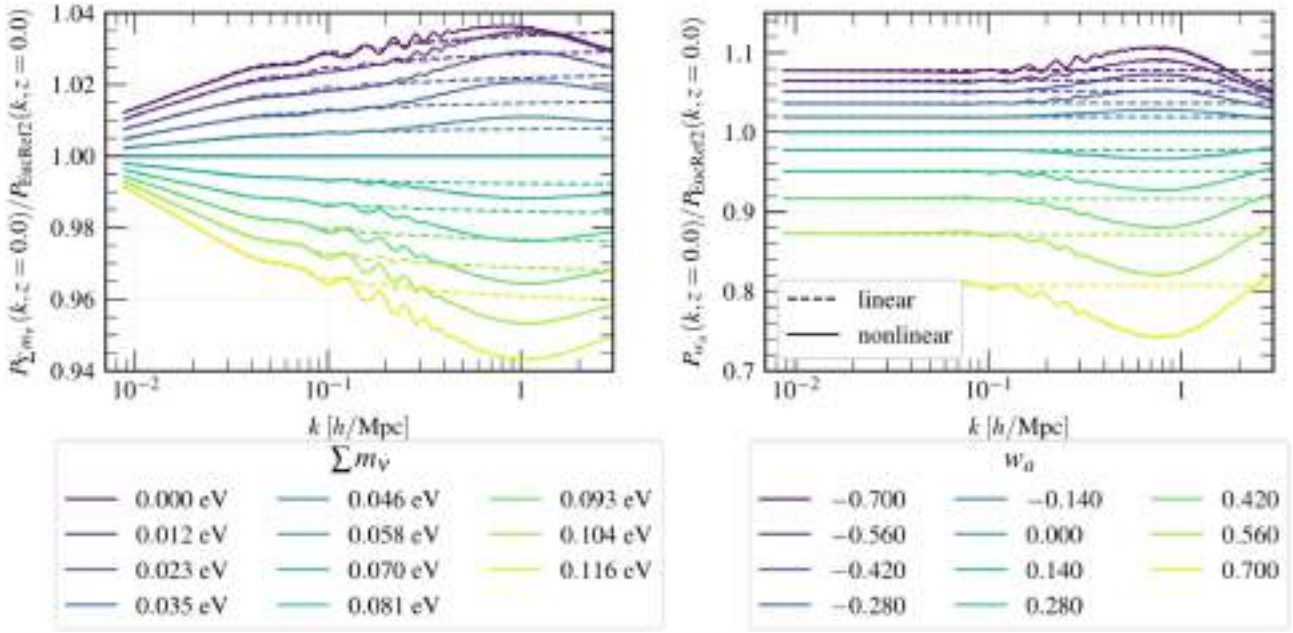 P_{∑m_ν}(k, z = 0.0)/P_{EucRef2}(k, z = 0.0)
1.04
1.02
1.00
0.98
0.96
0.94
10⁻² 10⁻¹ 1
k [h/Mpc]
P_{w_a}(k, z = 0.0)/P_{EucRef2}(k, z = 0.0)
1.1
1.0
0.9
0.8
0.7
linear
nonlinear
10⁻² 10⁻¹ 1
k [h/Mpc]
∑m_ν
0.000 eV 0.046 eV 0.093 eV
0.012 eV 0.058 eV 0.104 eV
0.023 eV 0.070 eV 0.116 eV
0.035 eV 0.081 eV
w_a
−0.700 −0.140 0.420
−0.560 0.000 0.560
−0.420 0.140 0.700
−0.280 0.280